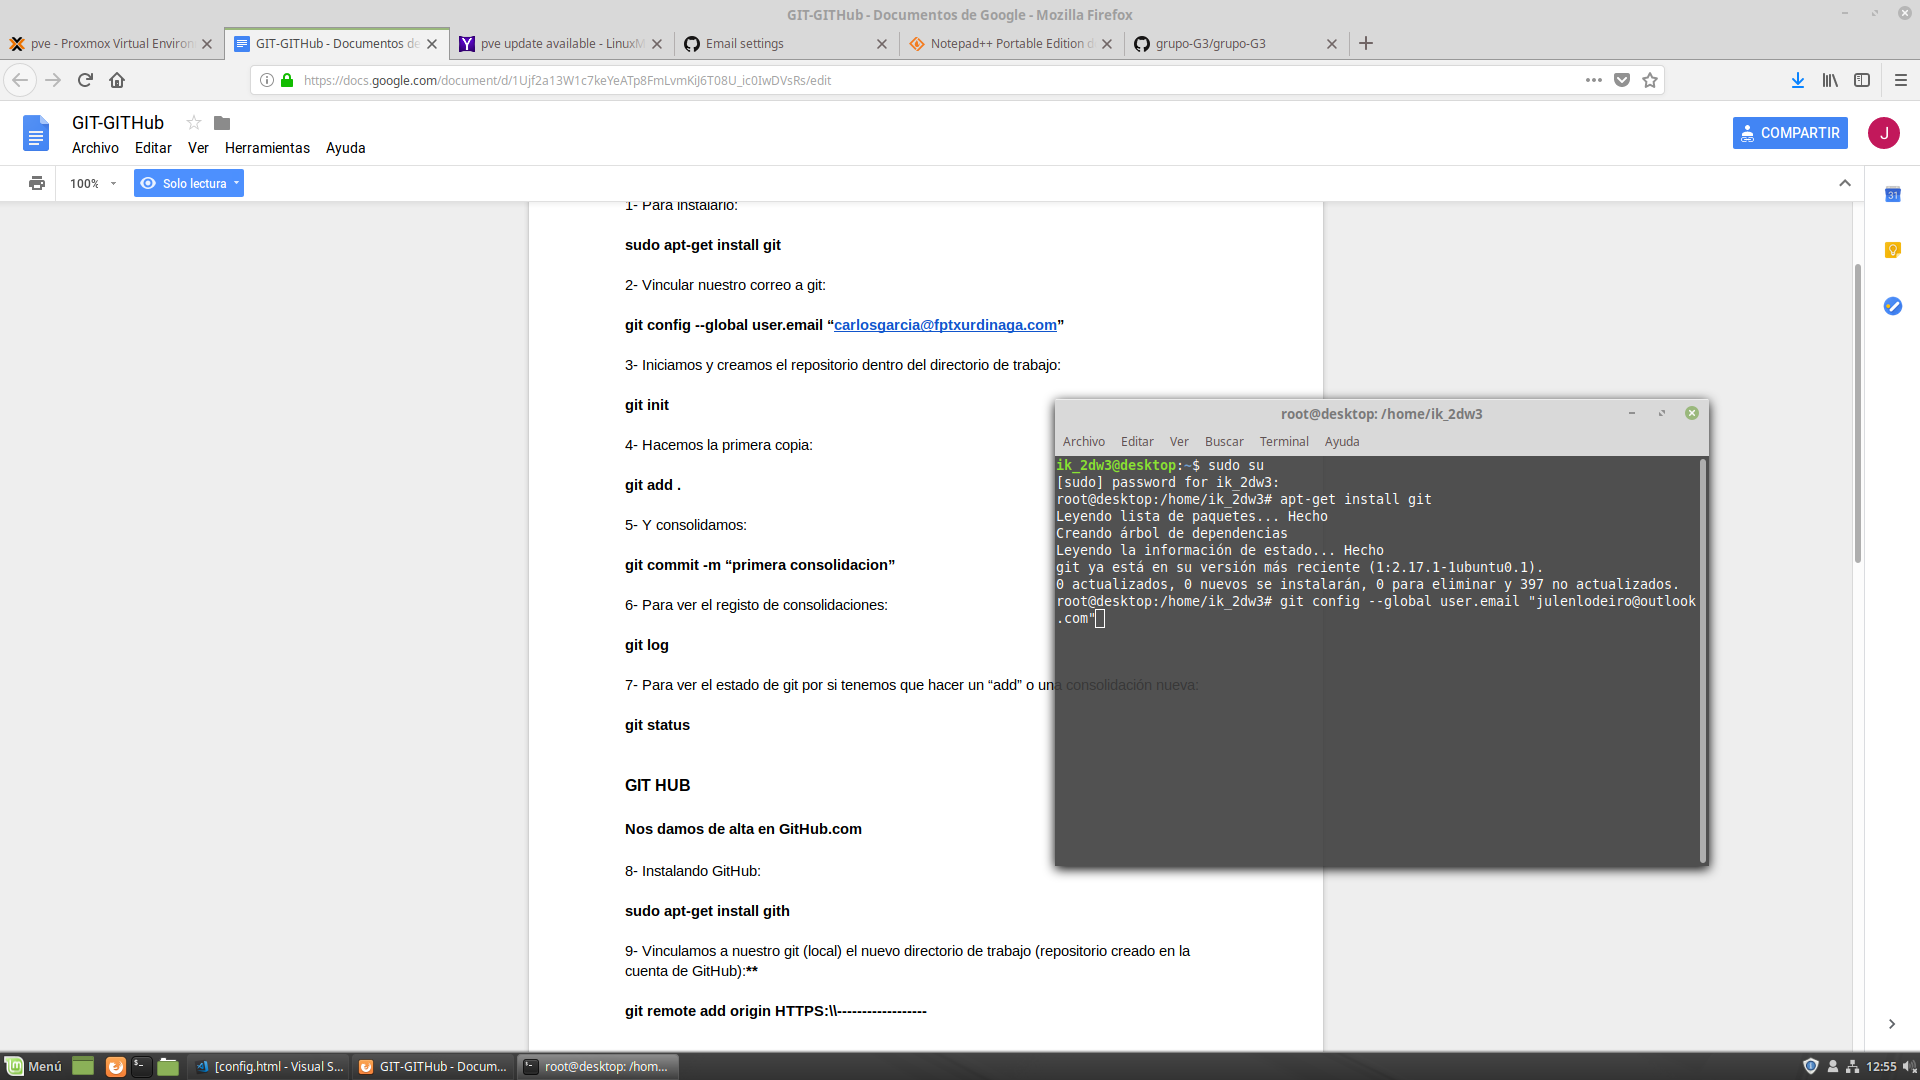 GIT-GITHub - Documentos de Google - Mozilla Firefox
pve - Proxmox Virtual Environ
GIT-GITHub - Documentos de
pve update available - LinuxM
Email settings
Notepad++ Portable Edition d
grupo-G3/grupo-G3
https://docs.google.com/document/d/1Ujf2a13W1c7keYeATp8FmLvmKiJ6T08U_ic0IwDVsRs/edit
GIT-GITHub
Archivo Editar Ver Herramientas Ayuda
COMPARTIR
J
100%
Solo lectura
31
1- Para instalarlo:
sudo apt-get install git
2- Vincular nuestro correo a git:
git config --global user.email “carlosgarcia@fptxurdinaga.com”
3- Iniciamos y creamos el repositorio dentro del directorio de trabajo:
git init
4- Hacemos la primera copia:
git add .
5- Y consolidamos:
git commit -m “primera consolidacion”
6- Para ver el registo de consolidaciones:
git log
7- Para ver el estado de git por si tenemos que hacer un “add” o una consolidación nueva:
git status
GIT HUB
Nos damos de alta en GitHub.com
8- Instalando GitHub:
sudo apt-get install gith
9- Vinculamos a nuestro git (local) el nuevo directorio de trabajo (repositorio creado en la
cuenta de GitHub):**
git remote add origin HTTPS:\\------------------
root@desktop: /home/ik_2dw3
Archivo Editar Ver Buscar Terminal Ayuda
ik_2dw3@desktop:~$ sudo su
[sudo] password for ik_2dw3:
root@desktop:/home/ik_2dw3# apt-get install git
Leyendo lista de paquetes... Hecho
Creando árbol de dependencias
Leyendo la información de estado... Hecho
git ya está en su versión más reciente (1:2.17.1-1ubuntu0.1).
0 actualizados, 0 nuevos se instalarán, 0 para eliminar y 397 no actualizados.
root@desktop:/home/ik_2dw3# git config --global user.email "julenlodeiro@outlook
.com"
Menú
[config.html - Visual S...
GIT-GITHub - Docum...
root@desktop: /hom...
12:55